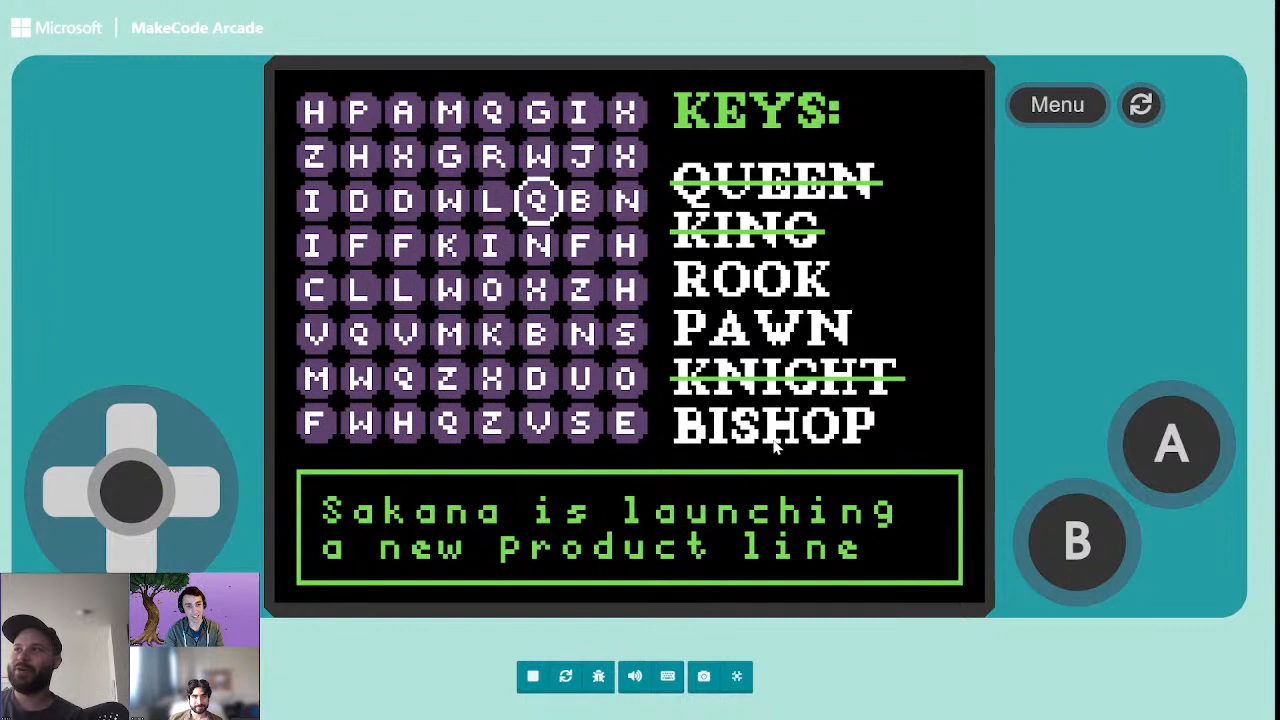 Microsoft | MakeCode Arcade
H P A M Q G I X
Z H X G R W J X
I D D W L Q B N
I F F K I N F H
C L L W O X Z H
V Q V M K B N S
M W Q Z X D U O
F W H Q Z V S E
KEYS:
QUEEN
KING
ROOK
PAWN
KNIGHT
BISHOP
Sakana is launching
a new product line
Menu
A
B